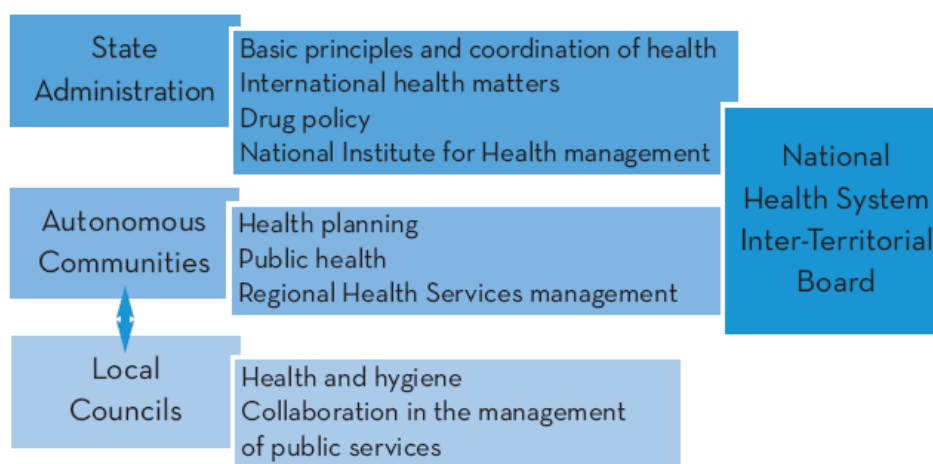 State
Administration
Basic principles and coordination of health
International health matters
Drug policy
National Institute for Health management
National
Health System
Inter-Territorial
Board
Autonomous
Communities
Health planning
Public health
Regional Health Services management
Local
Councils
Health and hygiene
Collaboration in the management
of public services